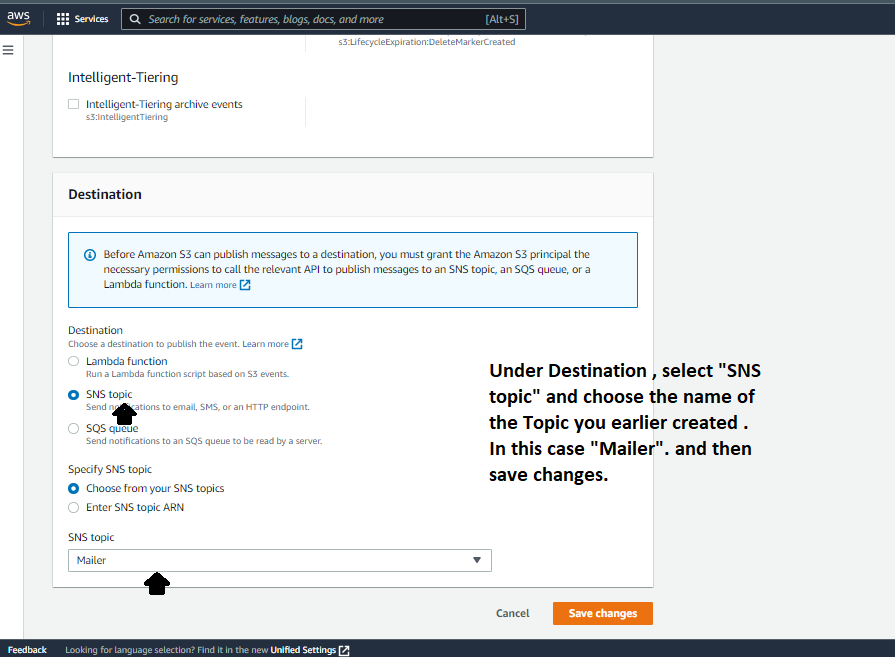 aws
Services
Search for services, features, blogs, docs, and more
[Alt+S]
s3:LifecycleExpiration:DeleteMarkerCreated
Intelligent-Tiering
Intelligent-Tiering archive events
s3:IntelligentTiering
Destination
Before Amazon S3 can publish messages to a destination, you must grant the Amazon S3 principal the
necessary permissions to call the relevant API to publish messages to an SNS topic, an SQS queue, or a
Lambda function. Learn more
Destination
Choose a destination to publish the event. Learn more
Lambda function
Run a Lambda function script based on S3 events.
SNS topic
Send notifications to email, SMS, or an HTTP endpoint.
SQS queue
Send notifications to an SQS queue to be read by a server.
Specify SNS topic
Choose from your SNS topics
Enter SNS topic ARN
SNS topic
Mailer
Under Destination , select "SNS
topic" and choose the name of
the Topic you earlier created .
In this case "Mailer". and then
save changes.
Cancel
Save changes
Feedback
Looking for language selection? Find it in the new Unified Settings